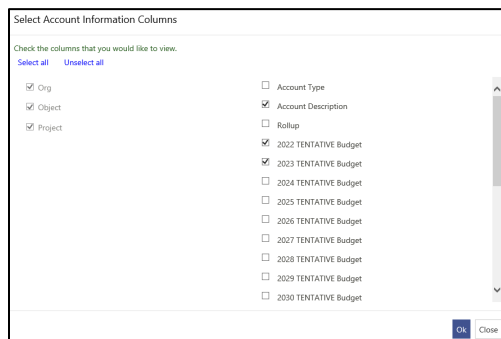 Select Account Information Columns
Check the columns that you would like to view.
Select all Unselect all
Org
Object
Project
Account Type
Account Description
Rollup
2022 TENTATIVE Budget
2023 TENTATIVE Budget
2024 TENTATIVE Budget
2025 TENTATIVE Budget
2026 TENTATIVE Budget
2027 TENTATIVE Budget
2028 TENTATIVE Budget
2029 TENTATIVE Budget
2030 TENTATIVE Budget
Ok Close